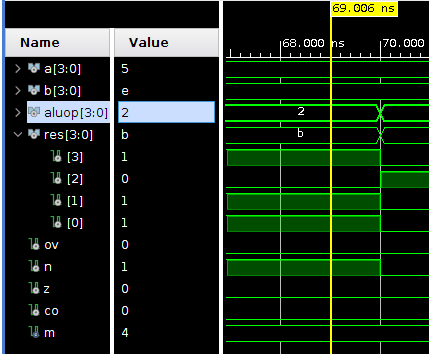 69.006 ns
Name Value
68.000 ns 70.000
a[3:0] 5
b[3:0] e
aluop[3:0] 2 2
res[3:0] b b
[3] 1
[2] 0
[1] 1
[0] 1
ov 0
n 1
z 0
co 0
m 4